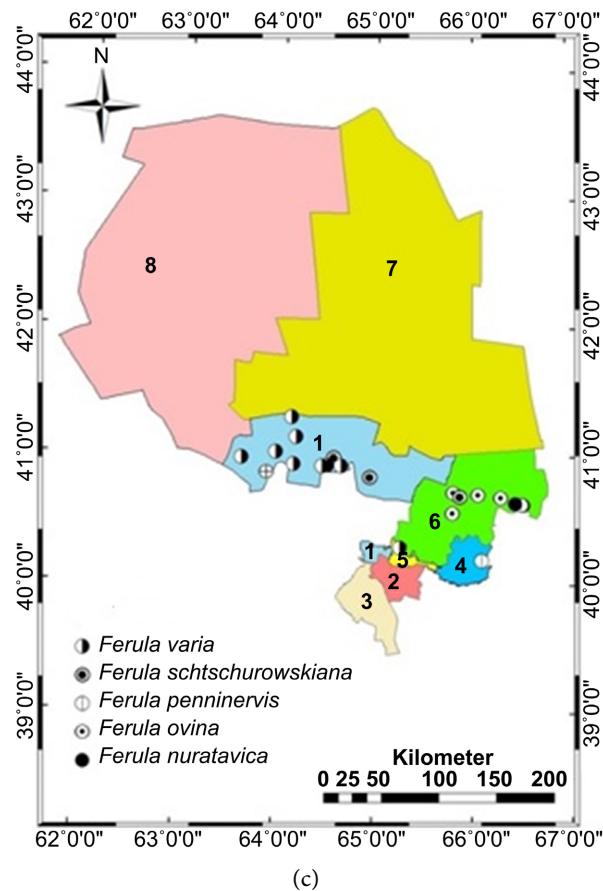 62˚0'0" 63˚0'0" 64˚0'0" 65˚0'0" 66˚0'0" 67˚0'0"
N
44˚0'0" 44˚0'0"
43˚0'0" 43˚0'0"
8 7
42˚0'0" 42˚0'0"
1
41˚0'0" 41˚0'0"
6
1 5 4
2
40˚0'0" 40˚0'0"
3
Ferula varia
Ferula schtschurowskiana
Ferula penninervis
39˚0'0" 39˚0'0"
Ferula ovina
Ferula nuratavica
Kilometer
0 25 50 100 150 200
62˚0'0" 63˚0'0" 64˚0'0" 65˚0'0" 66˚0'0" 67˚0'0"
(c)